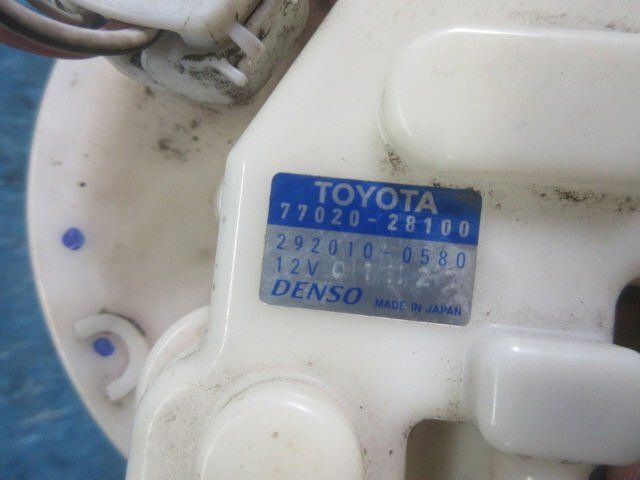 TOYOTA
77020-28100
292010-0580
12V
DENSO MADE IN JAPAN